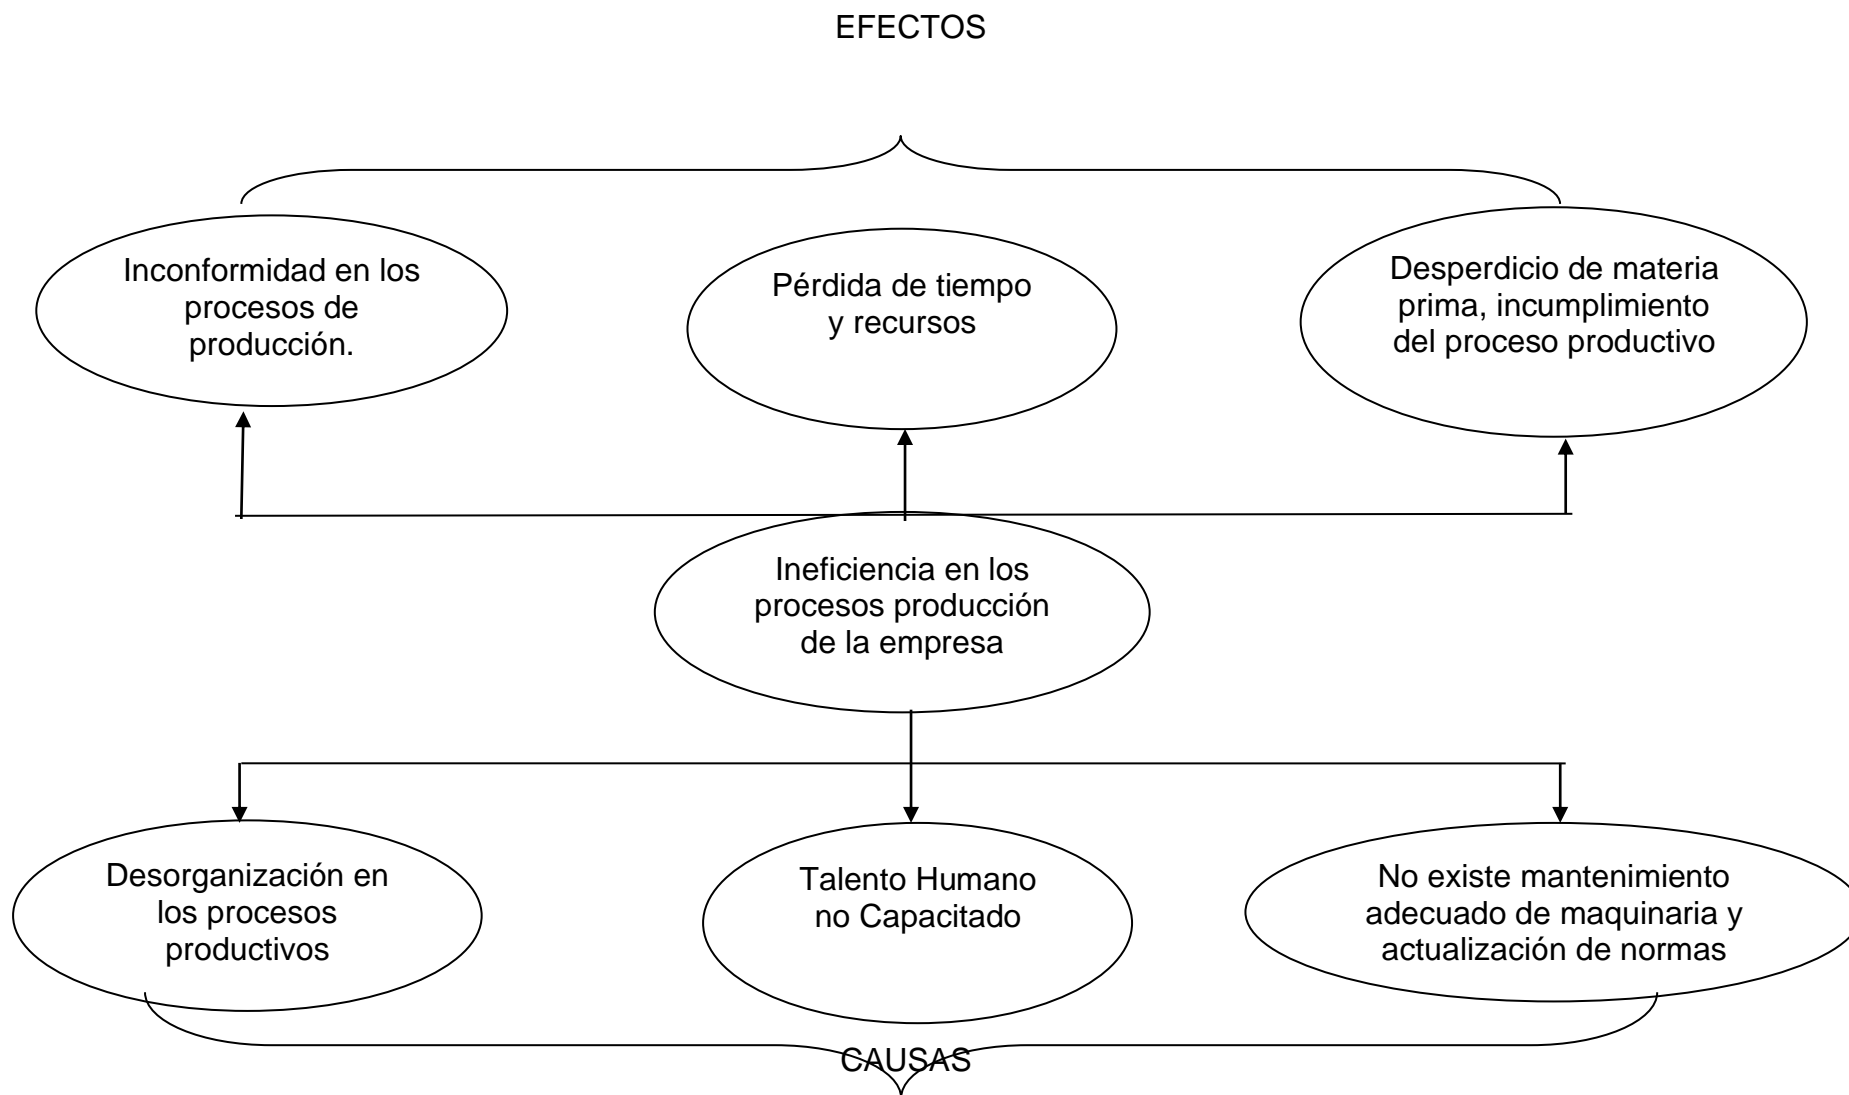 EFECTOS
Inconformidad en los
procesos de
producción.
Pérdida de tiempo
y recursos
Desperdicio de materia
prima, incumplimiento
del proceso productivo
Ineficiencia en los
procesos producción
de la empresa
Desorganización en
los procesos
productivos
Talento Humano
no Capacitado
No existe mantenimiento
adecuado de maquinaria y
actualización de normas
CAUSAS